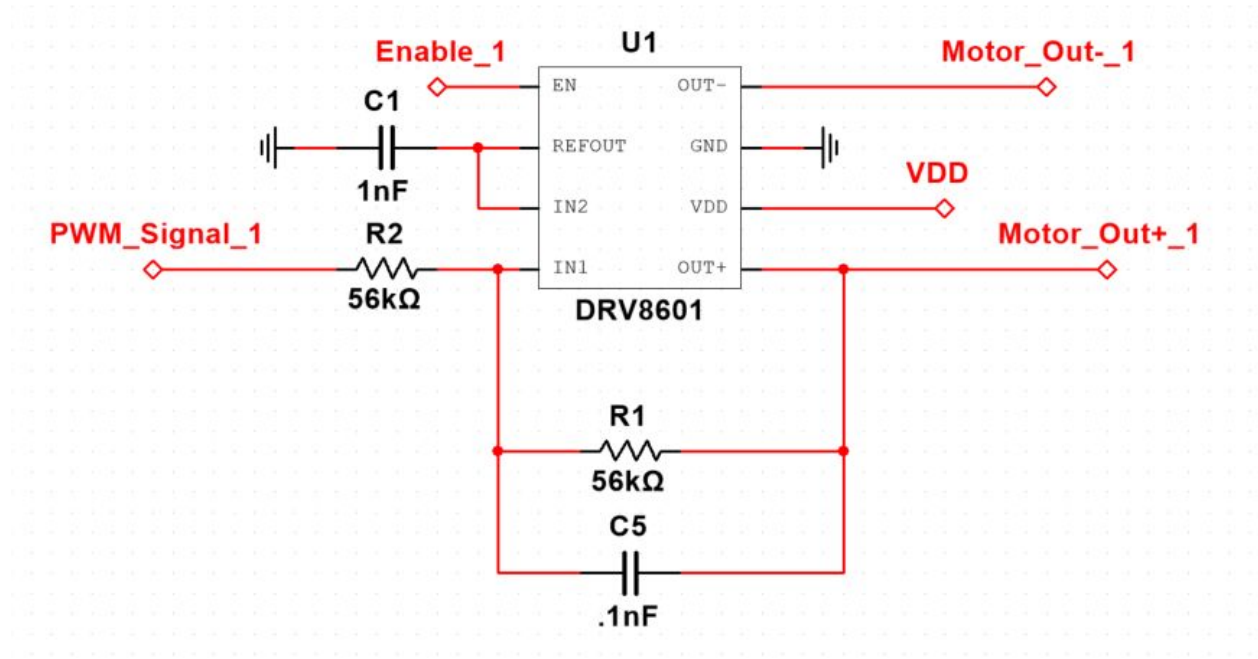 U1
Enable_1
Motor_Out-_1
EN
OUT-
C1
REFOUT
GND
1nF
VDD
IN2
VDD
PWM_Signal_1
R2
Motor_Out+_1
IN1
OUT+
56kΩ
DRV8601
R1
56kΩ
C5
.1nF